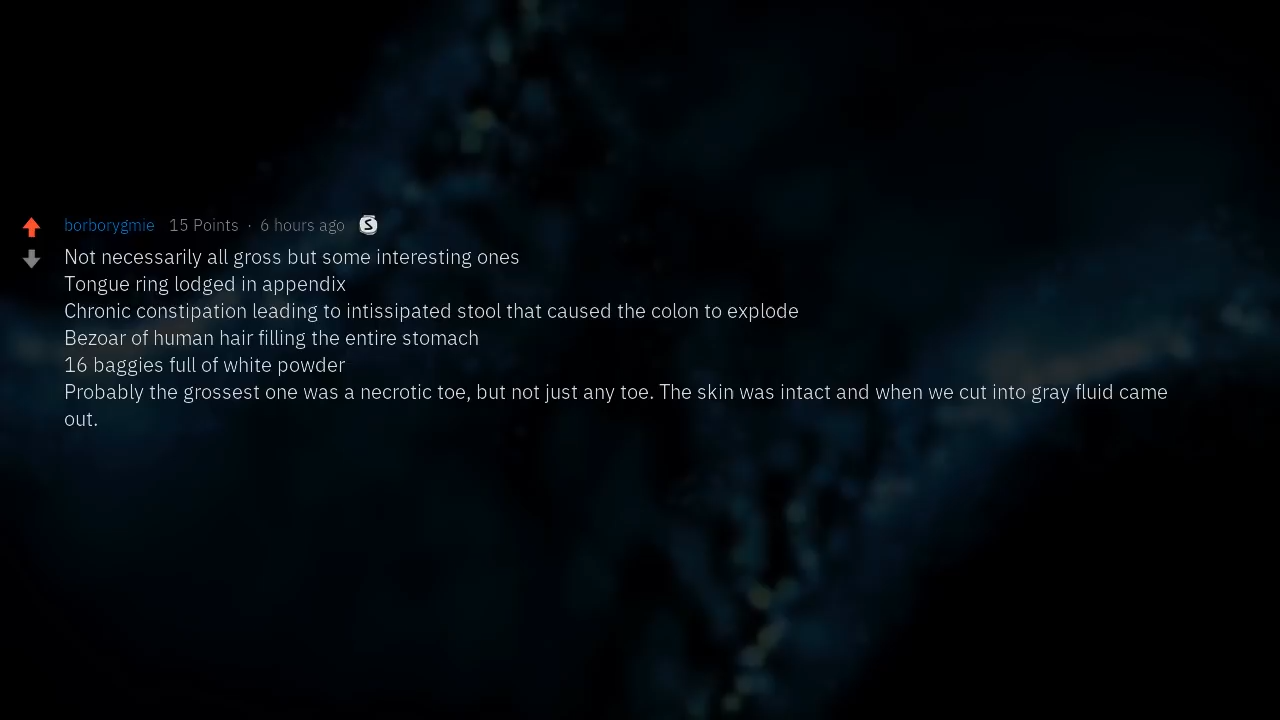 borborygmie 15 Points · 6 hours ago S
Not necessarily all gross but some interesting ones
Tongue ring lodged in appendix
Chronic constipation leading to intissipated stool that caused the colon to explode
Bezoar of human hair filling the entire stomach
16 baggies full of white powder
Probably the grossest one was a necrotic toe, but not just any toe. The skin was intact and when we cut into gray fluid came
out.